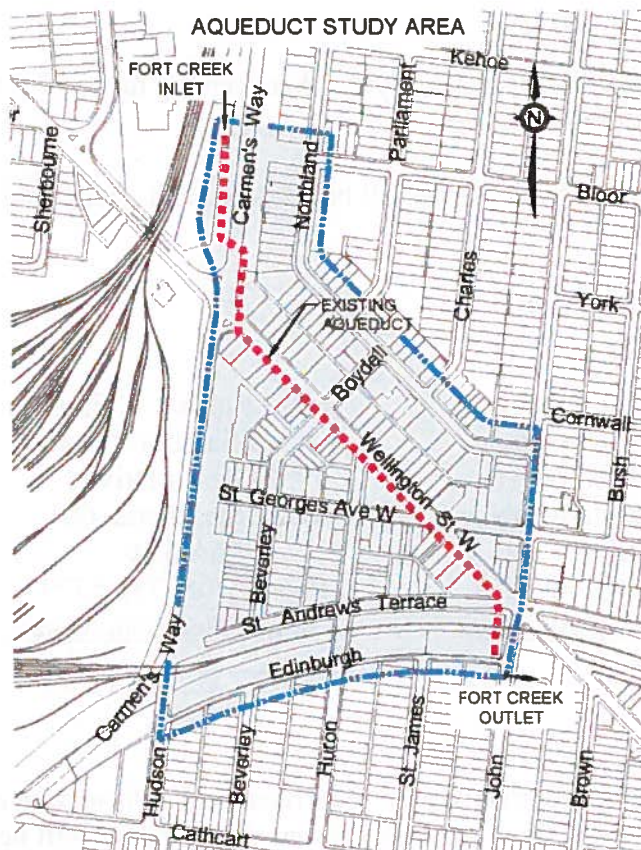 AQUEDUCT STUDY AREA
FORT CREEK
INLET
Kehoe
Parliament
Carmen's Way
Northland
Sherbourne
Bloor
Charles
York
EXISTING
AQUEDUCT
Boydell
Cornwall
Wellington St. W
Bush
St. Georges Ave W
Beverley
St Andrews Terrace
Carmen's Way
Edinburgh
FORT CREEK
OUTLET
Hudson
Beverley
Huron
St. James
John
Brown
Cathcart
N